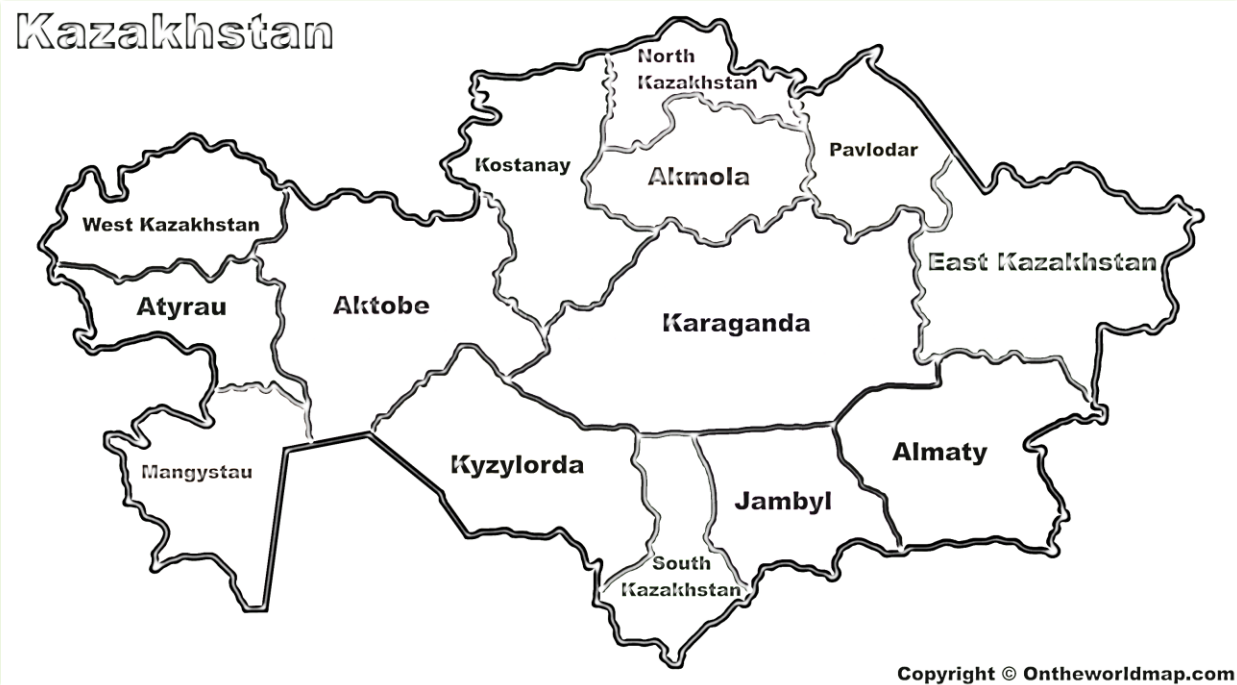 Kazakhstan
North
Kazakhstan
Kostanay
Pavlodar
Akmola
West Kazakhstan
East Kazakhstan
Atyrau
Aktobe
Karaganda
Mangystau
Kyzylorda
Almaty
Jambyl
South
Kazakhstan
Copyright © Ontheworldmap.com